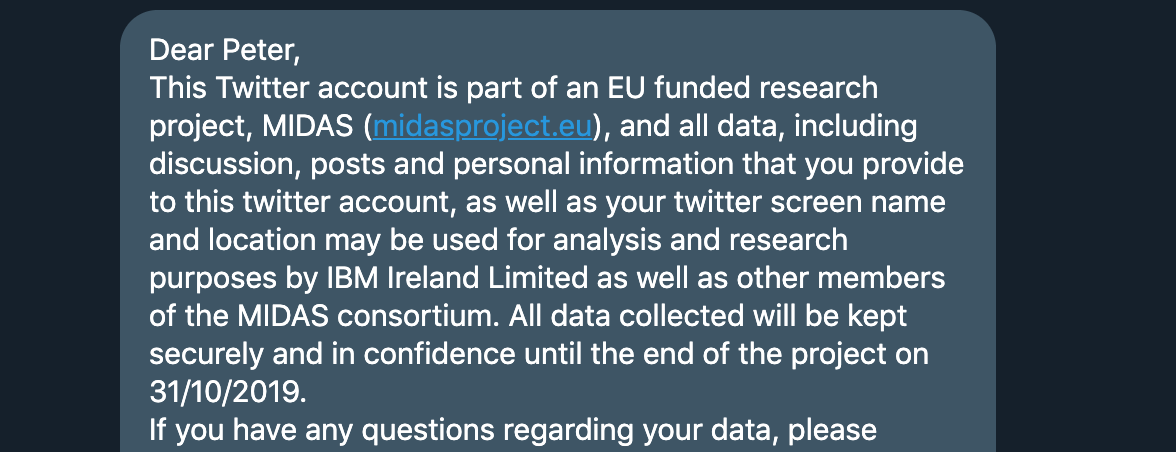 Dear Peter,
This Twitter account is part of an EU funded research
project, MIDAS (midasproject.eu), and all data, including
discussion, posts and personal information that you provide
to this twitter account, as well as your twitter screen name
and location may be used for analysis and research
purposes by IBM Ireland Limited as well as other members
of the MIDAS consortium. All data collected will be kept
securely and in confidence until the end of the project on
31/10/2019.
If you have any questions regarding your data, please